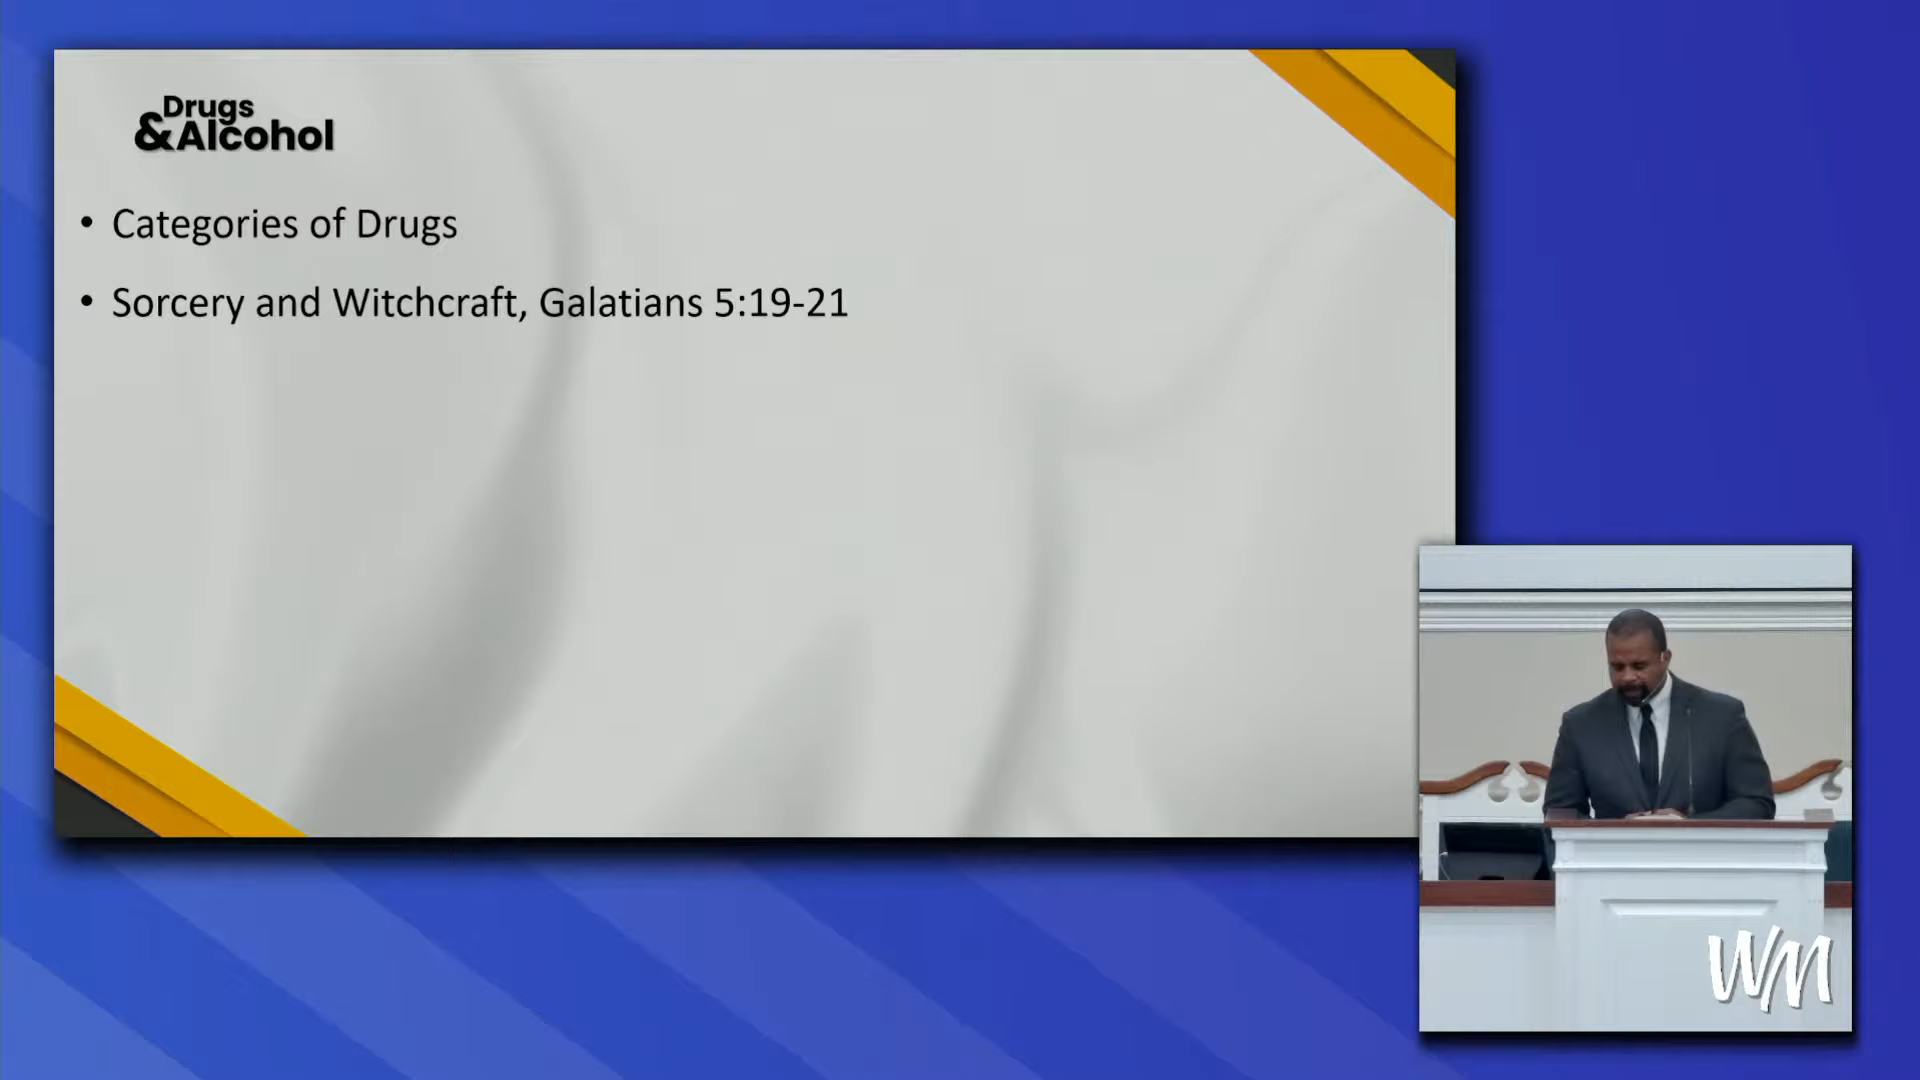 Drugs
&Alcohol
• Categories of Drugs
• Sorcery and Witchcraft, Galatians 5:19-21
WM